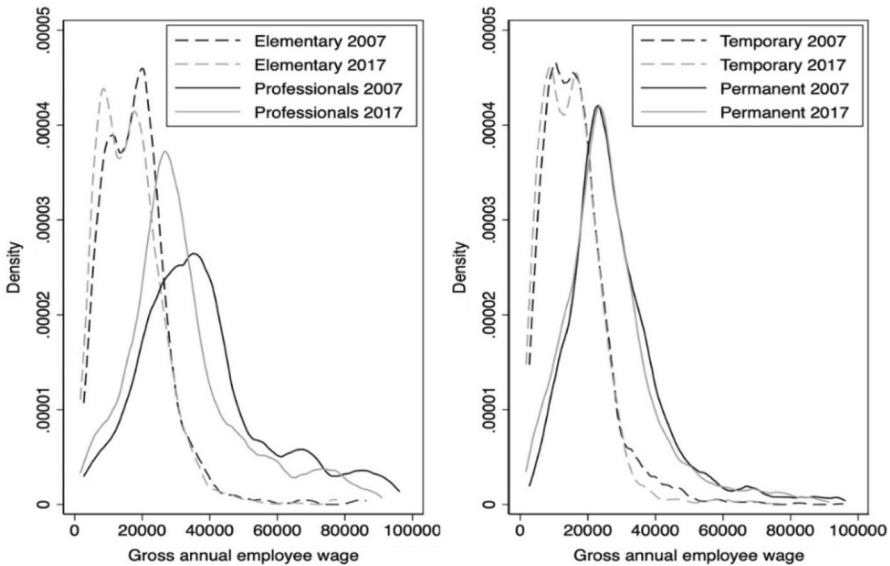 Elementary 2007
Elementary 2017
Professionals 2007
Professionals 2017
.00005
.00004
.00003
.00002
.00001
0
Density
0 20000 40000 60000 80000 100000
Gross annual employee wage
Temporary 2007
Temporary 2017
Permanent 2007
Permanent 2017
.00005
.00004
.00003
.00002
.00001
0
Density
0 20000 40000 60000 80000 100000
Gross annual employee wage